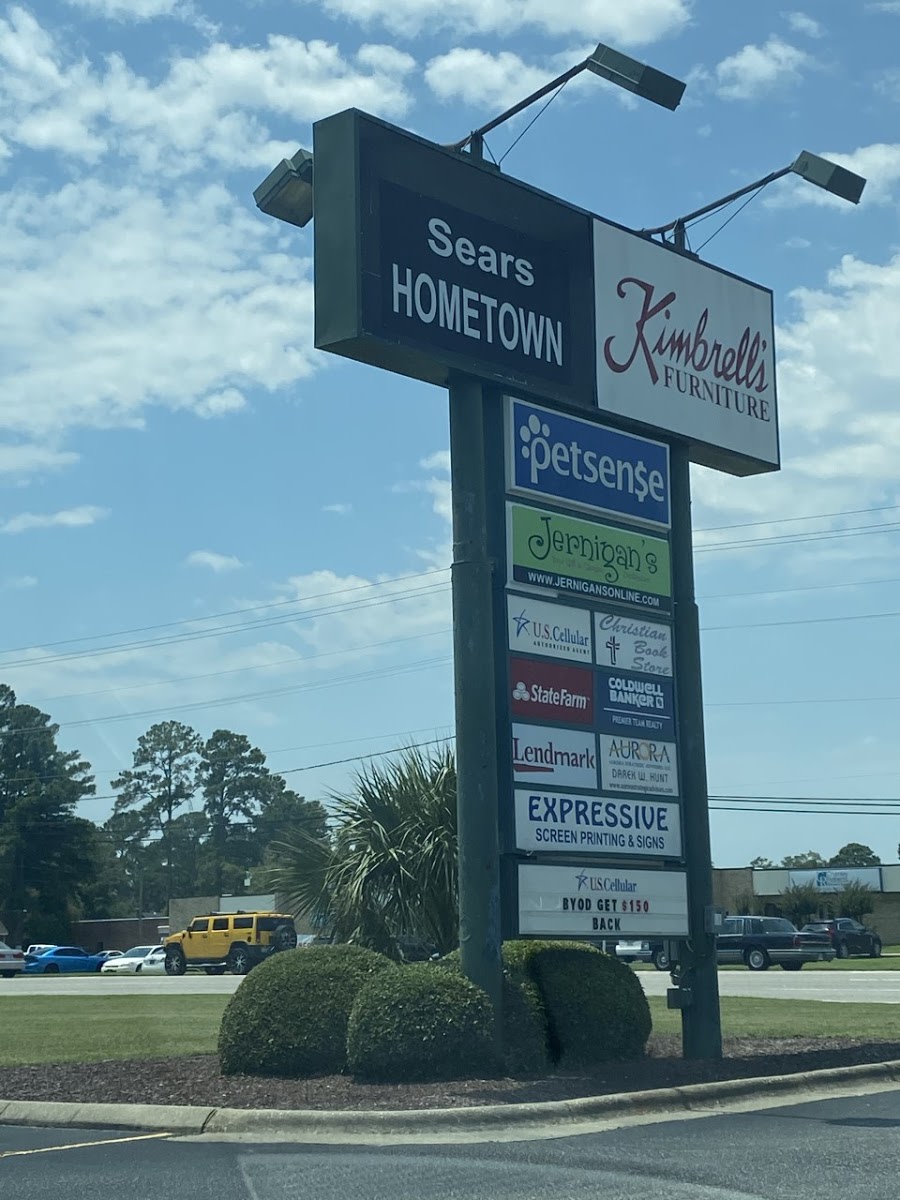 Sears
HOMETOWN
Kimbrell's
FURNITURE
petsen$e
Jernigan's
WWW.JERNIGANSONLINE.COM
U.S. Cellular
AUTHORIZED AGENT
Christian
Book
Store
StateFarm
COLDWELL
BANKER
PREMIER TEAM REALTY
Lendmark
AURORA
DAREK W. HUNT
EXPRESSIVE
SCREEN PRINTING & SIGNS
US Cellular
BYOD GET $150
BACK